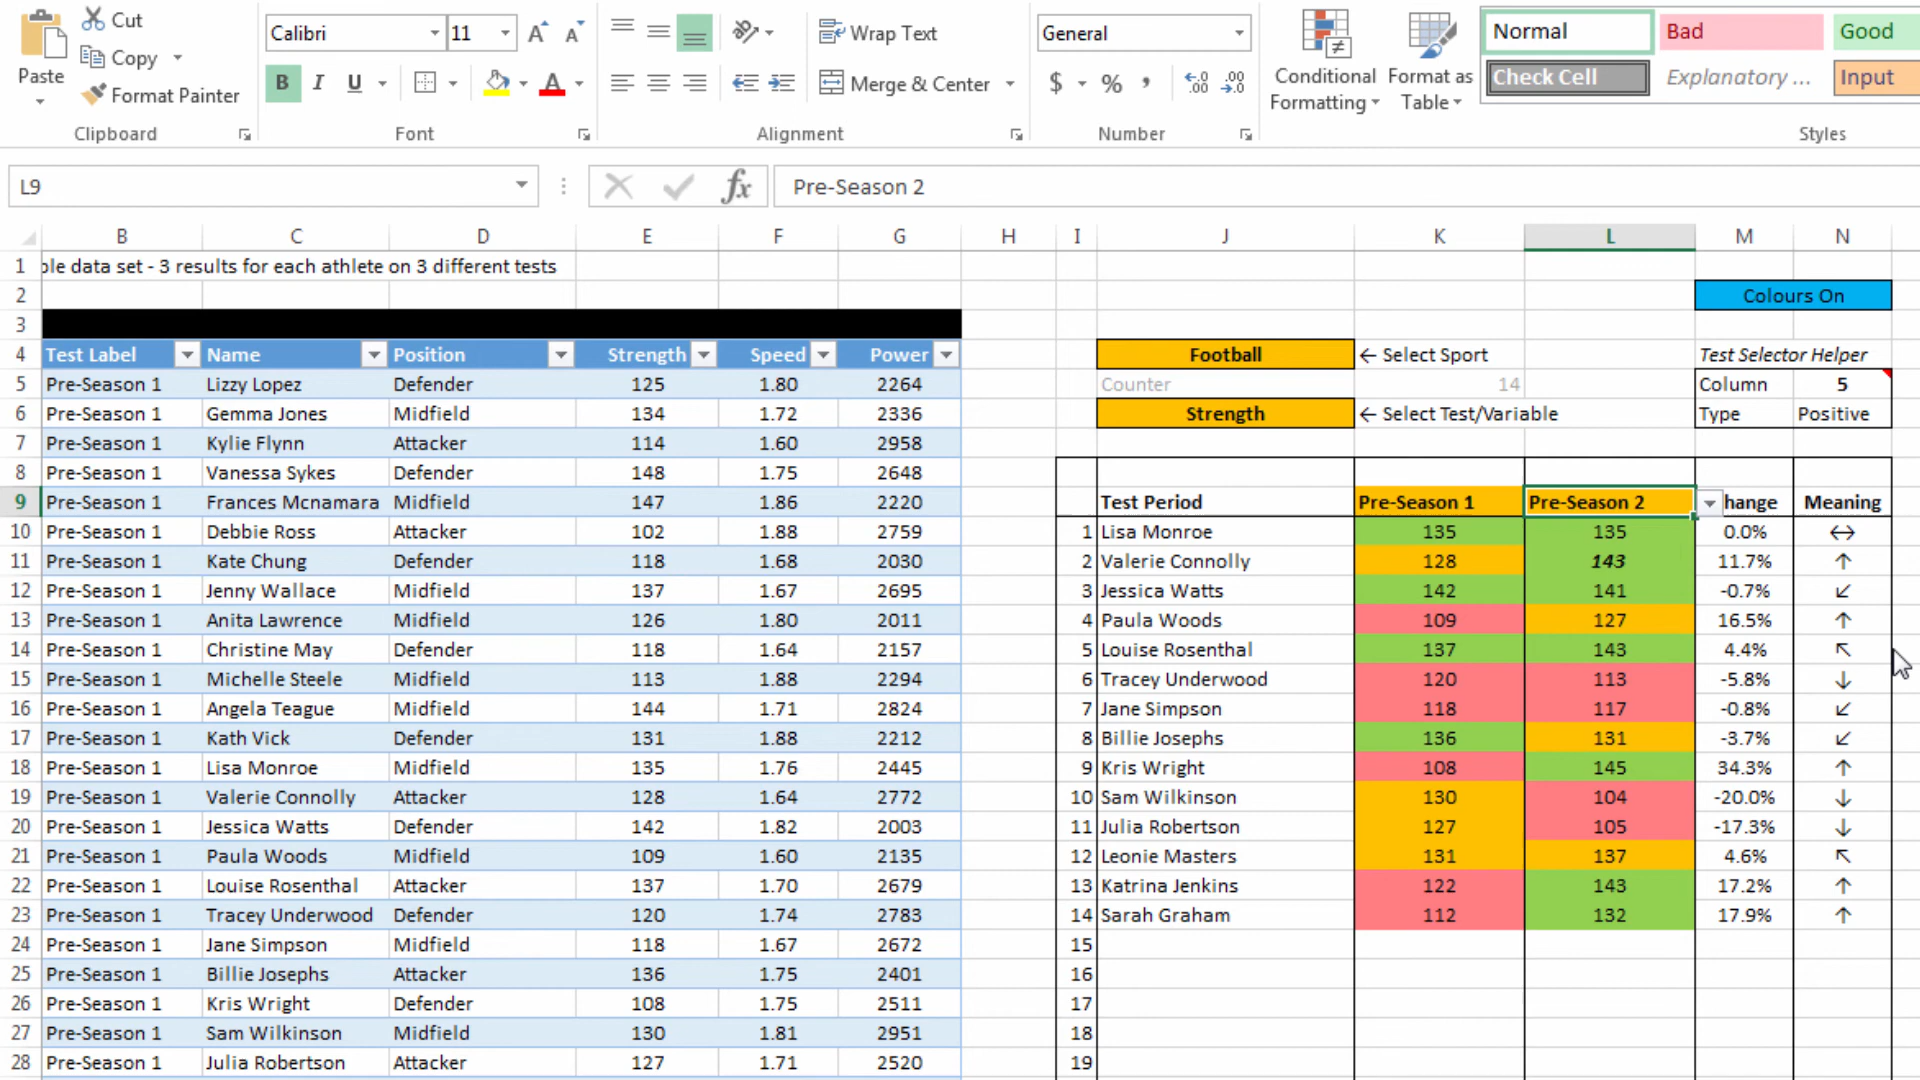 Cut
Copy
Paste
Format Painter
Clipboard
Calibri 11
B I U
Font
Wrap Text
Merge & Center
Alignment
General
$ % ,
Number
Conditional Formatting
Format as Table
Normal Bad Good
Check Cell Explanatory ... Input
Styles
L9 fx Pre-Season 2
B C D E F G H I J K L M N
1 ple data set - 3 results for each athlete on 3 different tests
2 Colours On
3
4 Test Label Name Position Strength Speed Power Football ← Select Sport Test Selector Helper
5 Pre-Season 1 Lizzy Lopez Defender 125 1.80 2264 Counter 14 Column 5
6 Pre-Season 1 Gemma Jones Midfield 134 1.72 2336 Strength ← Select Test/Variable Type Positive
7 Pre-Season 1 Kylie Flynn Attacker 114 1.60 2958
8 Pre-Season 1 Vanessa Sykes Defender 148 1.75 2648
9 Pre-Season 1 Frances Mcnamara Midfield 147 1.86 2220 Test Period Pre-Season 1 Pre-Season 2 hange Meaning
10 Pre-Season 1 Debbie Ross Attacker 102 1.88 2759 1 Lisa Monroe 135 135 0.0% ↔
11 Pre-Season 1 Kate Chung Defender 118 1.68 2030 2 Valerie Connolly 128 143 11.7% ↑
12 Pre-Season 1 Jenny Wallace Midfield 137 1.67 2695 3 Jessica Watts 142 141 -0.7% ↙
13 Pre-Season 1 Anita Lawrence Midfield 126 1.80 2011 4 Paula Woods 109 127 16.5% ↑
14 Pre-Season 1 Christine May Defender 118 1.64 2157 5 Louise Rosenthal 137 143 4.4% ↖
15 Pre-Season 1 Michelle Steele Midfield 113 1.88 2294 6 Tracey Underwood 120 113 -5.8% ↓
16 Pre-Season 1 Angela Teague Midfield 144 1.71 2824 7 Jane Simpson 118 117 -0.8% ↙
17 Pre-Season 1 Kath Vick Defender 131 1.88 2212 8 Billie Josephs 136 131 -3.7% ↙
18 Pre-Season 1 Lisa Monroe Midfield 135 1.76 2445 9 Kris Wright 108 145 34.3% ↑
19 Pre-Season 1 Valerie Connolly Attacker 128 1.64 2772 10 Sam Wilkinson 130 104 -20.0% ↓
20 Pre-Season 1 Jessica Watts Defender 142 1.82 2003 11 Julia Robertson 127 105 -17.3% ↓
21 Pre-Season 1 Paula Woods Midfield 109 1.60 2135 12 Leonie Masters 131 137 4.6% ↖
22 Pre-Season 1 Louise Rosenthal Attacker 137 1.70 2679 13 Katrina Jenkins 122 143 17.2% ↑
23 Pre-Season 1 Tracey Underwood Defender 120 1.74 2783 14 Sarah Graham 112 132 17.9% ↑
24 Pre-Season 1 Jane Simpson Midfield 118 1.67 2672 15
25 Pre-Season 1 Billie Josephs Attacker 136 1.75 2401 16
26 Pre-Season 1 Kris Wright Defender 108 1.75 2511 17
27 Pre-Season 1 Sam Wilkinson Midfield 130 1.81 2951 18
28 Pre-Season 1 Julia Robertson Attacker 127 1.71 2520 19